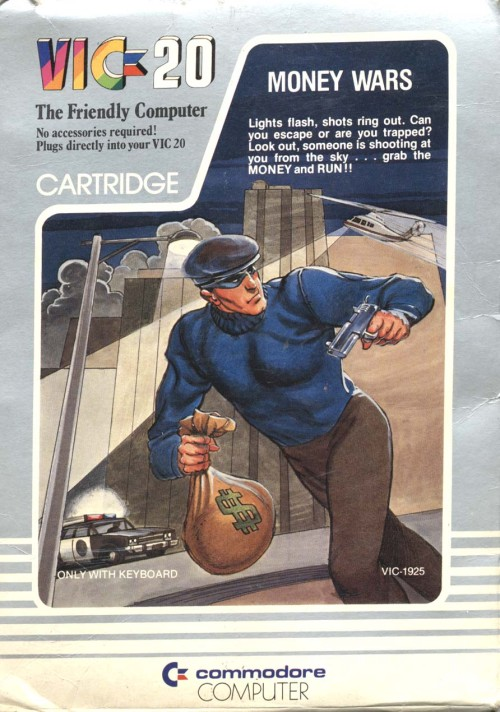 VIC-20
The Friendly Computer
No accessories required!
Plugs directly into your VIC 20
CARTRIDGE
MONEY WARS
Lights flash, shots ring out. Can
you escape or are you trapped?
Look out, someone is shooting at
you from the sky . . . grab the
MONEY and RUN!!
$
ONLY WITH KEYBOARD
VIC-1925
commodore
COMPUTER